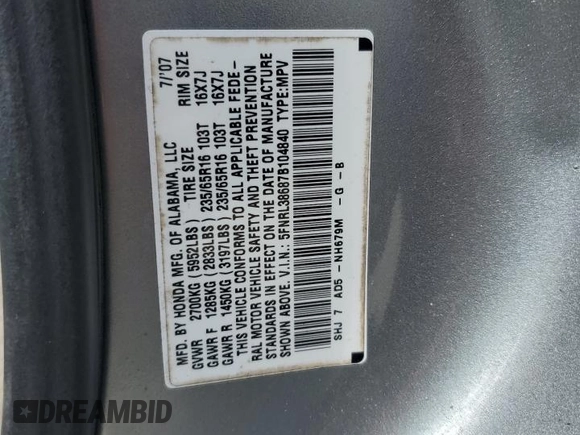 MFD. BY HONDA MFG. OF ALABAMA, LLC 7/'07
GVWR 2700KG (5952LBS) TIRE SIZE RIM SIZE
GAWR F 1285KG (2833LBS) 235/65R16 103T 16X7J
GAWR R 1450KG (3197LBS) 235/65R16 103T 16X7J
THIS VEHICLE CONFORMS TO ALL APPLICABLE FEDE-
RAL MOTOR VEHICLE SAFETY AND THEFT PREVENTION
STANDARDS IN EFFECT ON THE DATE OF MANUFACTURE
SHOWN ABOVE. V.I.N.: 5FNRL38687B104840 TYPE:MPV
SHJ 7 AD5 - NH679M - G - B
DREAMBID